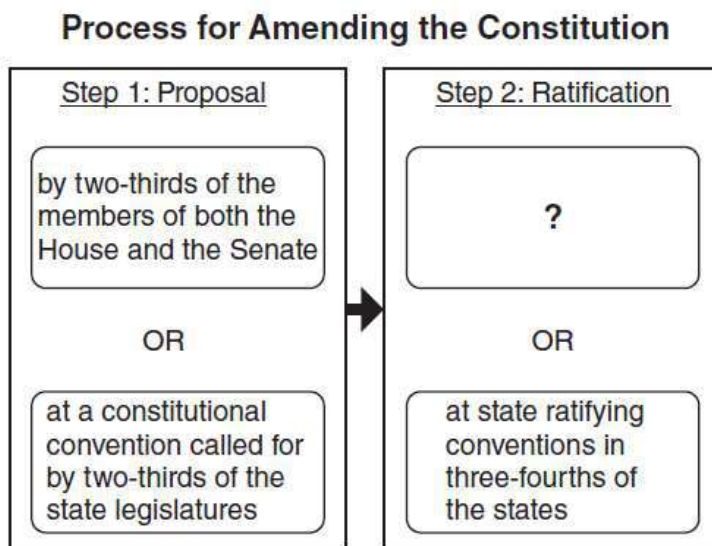 Process for Amending the Constitution
Step 1: Proposal
by two-thirds of the
members of both the
House and the Senate
OR
at a constitutional
convention called for
by two-thirds of the
state legislatures
Step 2: Ratification
?
OR
at state ratifying
conventions in
three-fourths of
the states